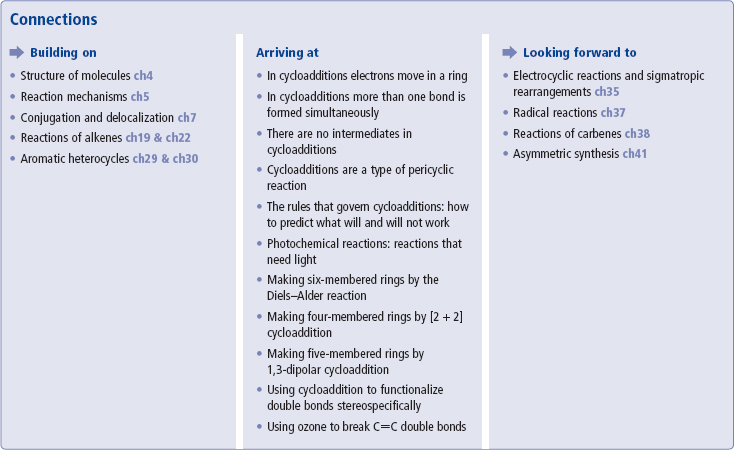 Connections
Building on
• Structure of molecules ch4
• Reaction mechanisms ch5
• Conjugation and delocalization ch7
• Reactions of alkenes ch19 & ch22
• Aromatic heterocycles ch29 & ch30
Arriving at
• In cycloadditions electrons move in a ring
• In cycloadditions more than one bond is
formed simultaneously
• There are no intermediates in
cycloadditions
• Cycloadditions are a type of pericyclic
reaction
• The rules that govern cycloadditions: how
to predict what will and will not work
• Photochemical reactions: reactions that
need light
• Making six-membered rings by the
Diels–Alder reaction
• Making four-membered rings by [2 + 2]
cycloaddition
• Making five-membered rings by
1,3-dipolar cycloaddition
• Using cycloaddition to functionalize
double bonds stereospecifically
• Using ozone to break C=C double bonds
Looking forward to
• Electrocyclic reactions and sigmatropic
rearrangements ch35
• Radical reactions ch37
• Reactions of carbenes ch38
• Asymmetric synthesis ch41